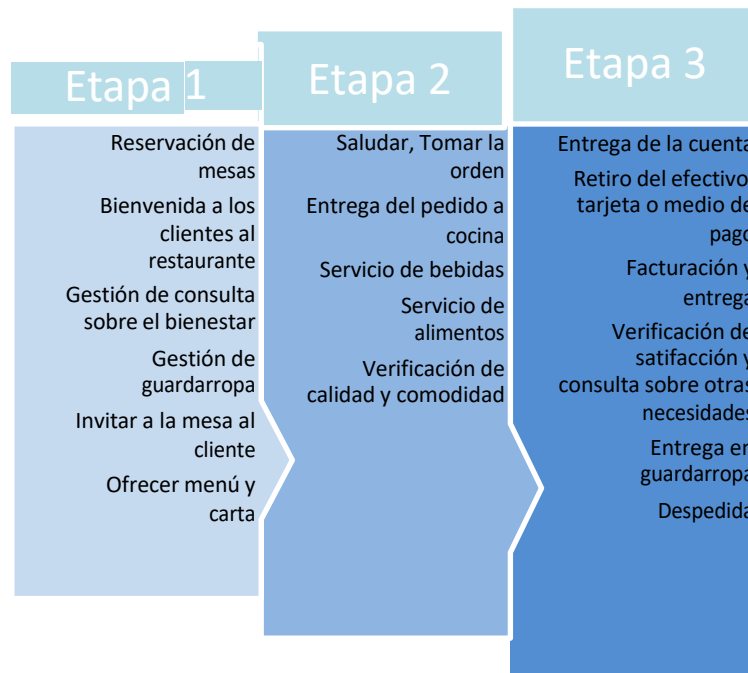 Etapa 1
Reservación de
mesas
Bienvenida a los
clientes al
restaurante
Gestión de consulta
sobre el bienestar
Gestión de
guardarropa
Invitar a la mesa al
cliente
Ofrecer menú y
carta
Etapa 2
Saludar, Tomar la
orden
Entrega del pedido a
cocina
Servicio de bebidas
Servicio de
alimentos
Verificación de
calidad y comodidad
Etapa 3
Entrega de la cuenta
Retiro del efectivo,
tarjeta o medio de
pago
Facturación y
entrega
Verificación de
satifacción y
consulta sobre otras
necesidades
Entrega en
guardarropa
Despedida